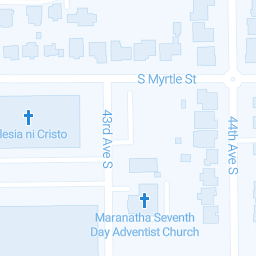 S Myrtle St
lesia ni Cristo
43rd Ave S
44th Ave S
Maranatha Seventh
Day Adventist Church